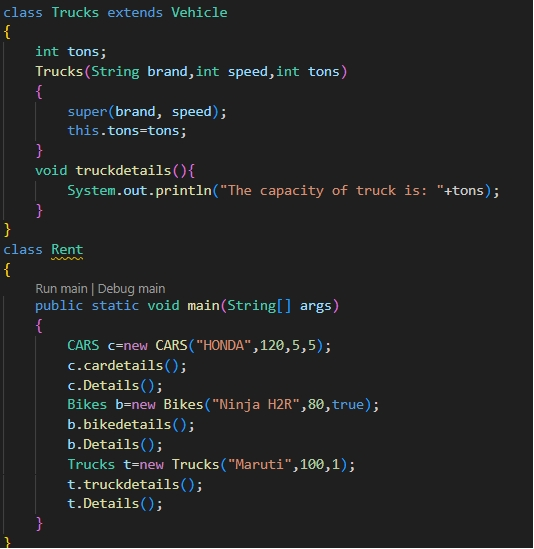 class Trucks extends Vehicle
{
    int tons;
    Trucks(String brand,int speed,int tons)
    {
        super(brand, speed);
        this.tons=tons;
    }
    void truckdetails(){
        System.out.println("The capacity of truck is: "+tons);
    }
}
class Rent
{
    Run main | Debug main
    public static void main(String[] args)
    {
        CARS c=new CARS("HONDA",120,5,5);
        c.cardetails();
        c.Details();
        Bikes b=new Bikes("Ninja H2R",80,true);
        b.bikedetails();
        b.Details();
        Trucks t=new Trucks("Maruti",100,1);
        t.truckdetails();
        t.Details();
    }
}